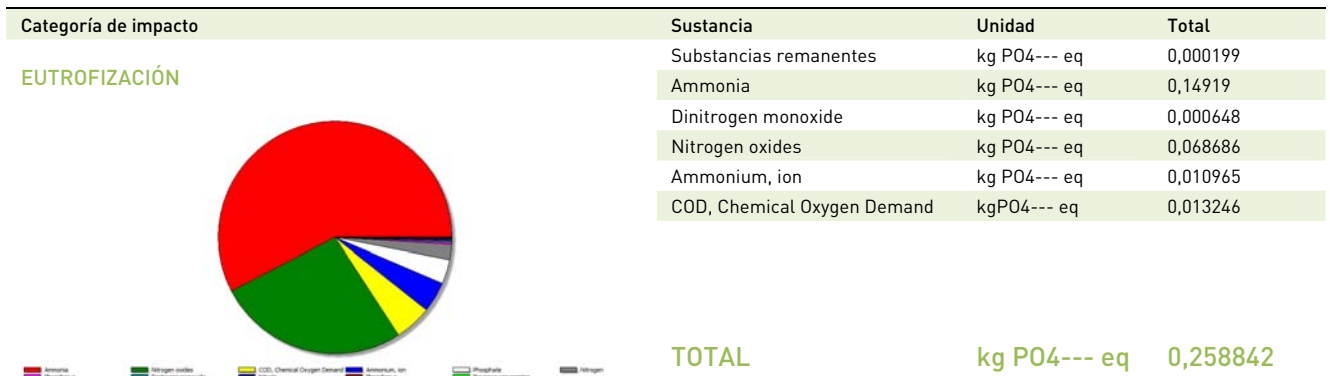 Categoría de impacto Sustancia Unidad Total
EUTROFIZACIÓN
Substancias remanentes kg PO4--- eq 0,000199
Ammonia kg PO4--- eq 0,14919
Dinitrogen monoxide kg PO4--- eq 0,000648
Nitrogen oxides kg PO4--- eq 0,068686
Ammonium, ion kg PO4--- eq 0,010965
COD, Chemical Oxygen Demand kgPO4--- eq 0,013246
TOTAL kg PO4--- eq 0,258842
Ammonia Nitrogen oxides COD, Chemical Oxygen Demand Ammonium, ion Phosphate Nitrogen